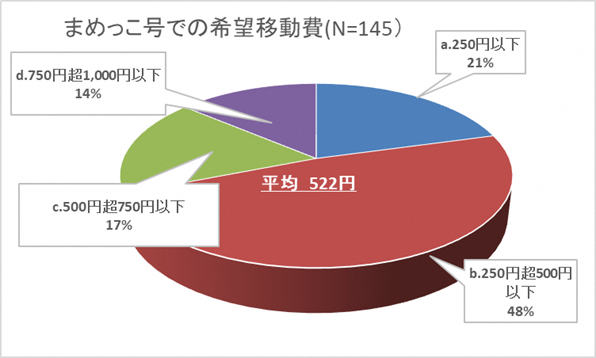 まめっこ号での希望移動費(N=145）
a.250円以下
21%
d.750円超1,000円以下
14%
平均　522円
c.500円超750円以下
17%
b.250円超500円
以下
48%